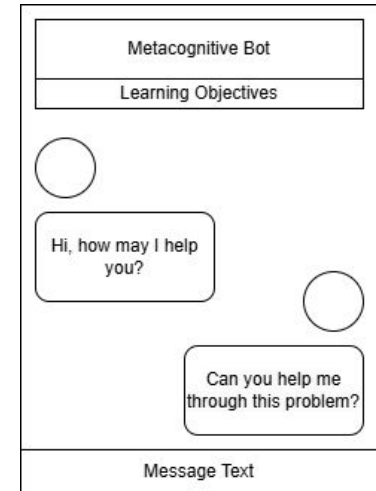 Metacognitive Bot
Learning Objectives
Hi, how may I help
you?
Can you help me
through this problem?
Message Text